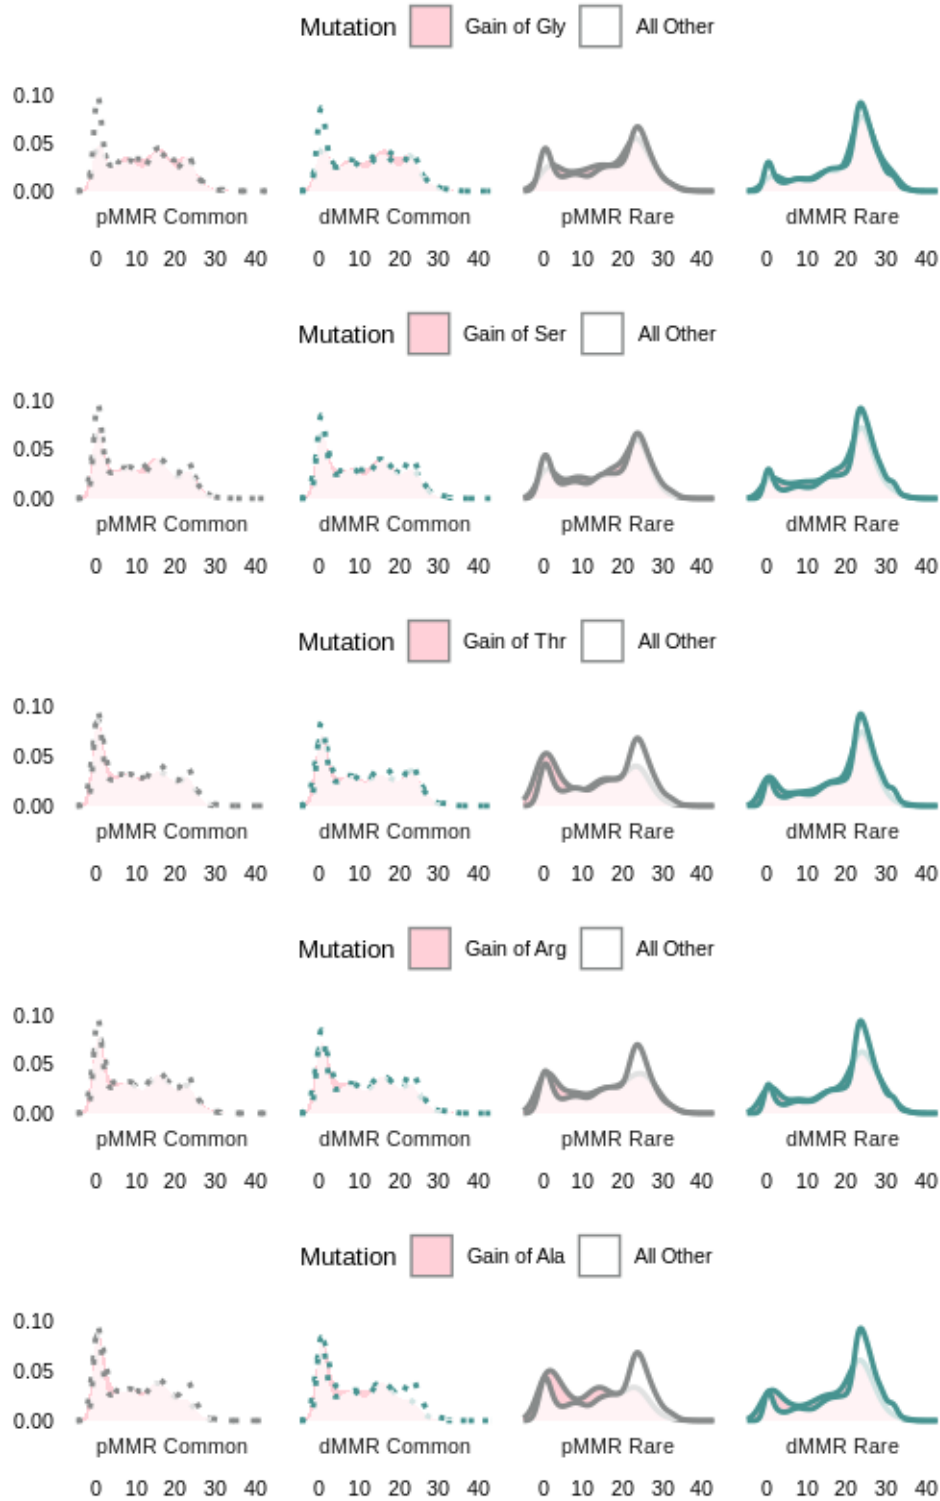 Mutation Gain of Gly All Other
0.10
0.05
0.00
pMMR Common dMMR Common pMMR Rare dMMR Rare
0 10 20 30 40 0 10 20 30 40 0 10 20 30 40 0 10 20 30 40
Mutation Gain of Ser All Other
0.10
0.05
0.00
pMMR Common dMMR Common pMMR Rare dMMR Rare
0 10 20 30 40 0 10 20 30 40 0 10 20 30 40 0 10 20 30 40
Mutation Gain of Thr All Other
0.10
0.05
0.00
pMMR Common dMMR Common pMMR Rare dMMR Rare
0 10 20 30 40 0 10 20 30 40 0 10 20 30 40 0 10 20 30 40
Mutation Gain of Arg All Other
0.10
0.05
0.00
pMMR Common dMMR Common pMMR Rare dMMR Rare
0 10 20 30 40 0 10 20 30 40 0 10 20 30 40 0 10 20 30 40
Mutation Gain of Ala All Other
0.10
0.05
0.00
pMMR Common dMMR Common pMMR Rare dMMR Rare
0 10 20 30 40 0 10 20 30 40 0 10 20 30 40 0 10 20 30 40